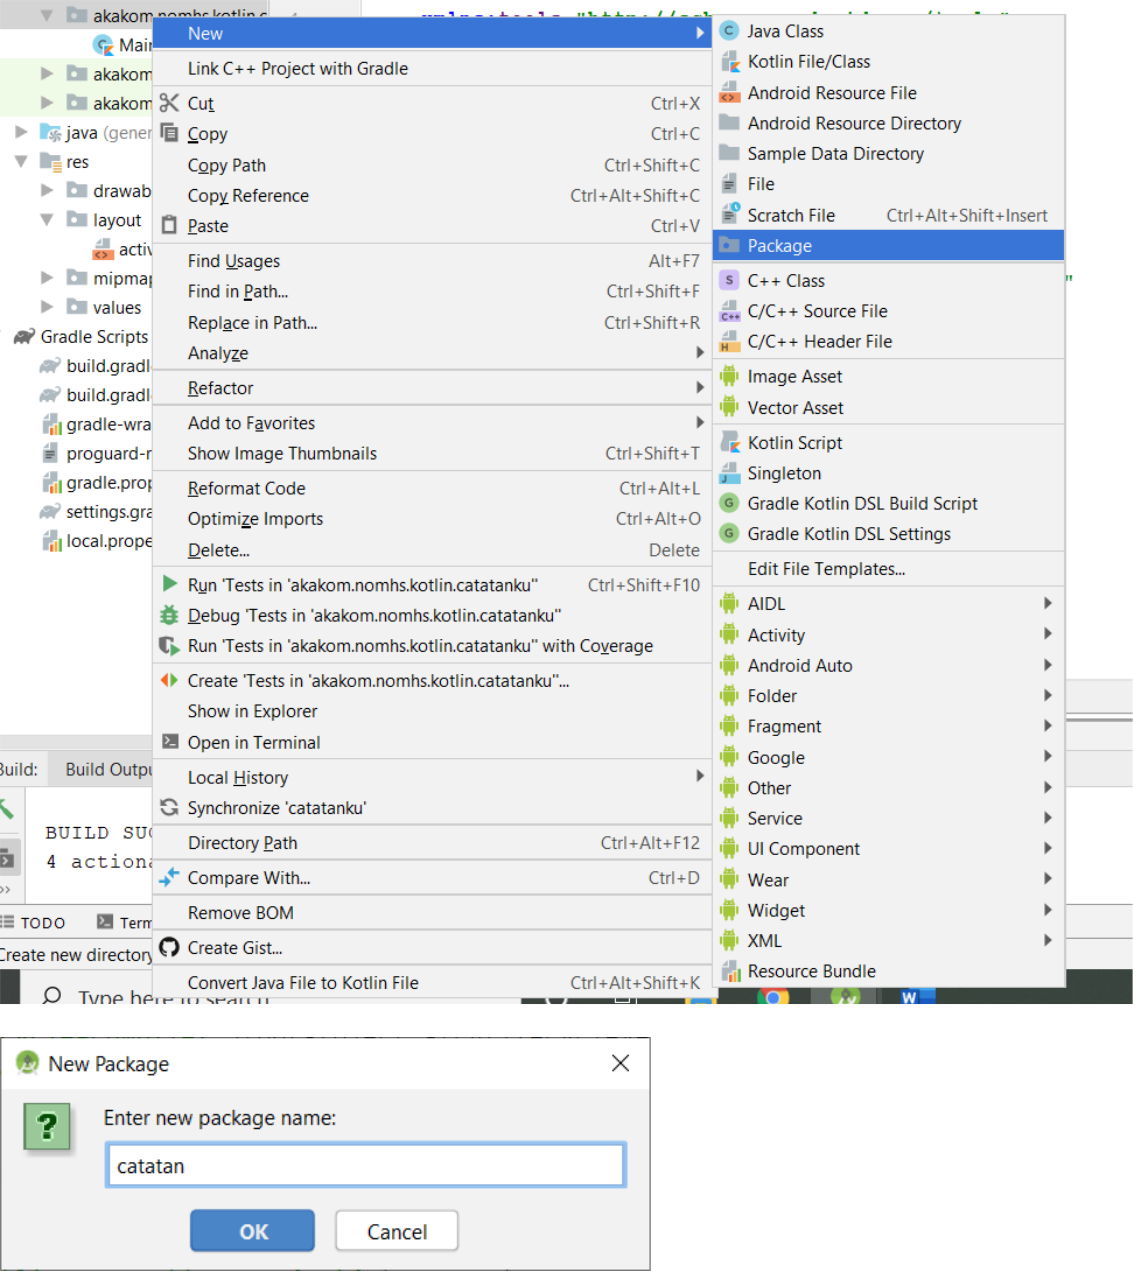 akakom.nomhs.kotlin.c
Mai
akakom
akakom
java (gener
res
drawab
layout
activ
mipmap
values
Gradle Scripts
build.gradl
build.gradl
gradle-wra
proguard-r
gradle.prop
settings.gra
local.prope
New
Link C++ Project with Gradle
Cut Ctrl+X
Copy Ctrl+C
Copy Path Ctrl+Shift+C
Copy Reference Ctrl+Alt+Shift+C
Paste Ctrl+V
Find Usages Alt+F7
Find in Path... Ctrl+Shift+F
Replace in Path... Ctrl+Shift+R
Analyze
Refactor
Add to Favorites
Show Image Thumbnails Ctrl+Shift+T
Reformat Code Ctrl+Alt+L
Optimize Imports Ctrl+Alt+O
Delete... Delete
Run 'Tests in 'akakom.nomhs.kotlin.catatanku'' Ctrl+Shift+F10
Debug 'Tests in 'akakom.nomhs.kotlin.catatanku''
Run 'Tests in 'akakom.nomhs.kotlin.catatanku'' with Coverage
Create 'Tests in 'akakom.nomhs.kotlin.catatanku''...
Show in Explorer
Open in Terminal
Local History
Synchronize 'catatanku'
Directory Path Ctrl+Alt+F12
Compare With... Ctrl+D
Remove BOM
Create Gist...
Convert Java File to Kotlin File Ctrl+Alt+Shift+K
Java Class
Kotlin File/Class
Android Resource File
Android Resource Directory
Sample Data Directory
File
Scratch File Ctrl+Alt+Shift+Insert
Package
C++ Class
C/C++ Source File
C/C++ Header File
Image Asset
Vector Asset
Kotlin Script
Singleton
Gradle Kotlin DSL Build Script
Gradle Kotlin DSL Settings
Edit File Templates...
AIDL
Activity
Android Auto
Folder
Fragment
Google
Other
Service
UI Component
Wear
Widget
XML
Resource Bundle
Build: Build Outpu
BUILD SUC
4 actiona
TODO Term
Create new directory
Type here to search
New Package
Enter new package name:
catatan
OK Cancel